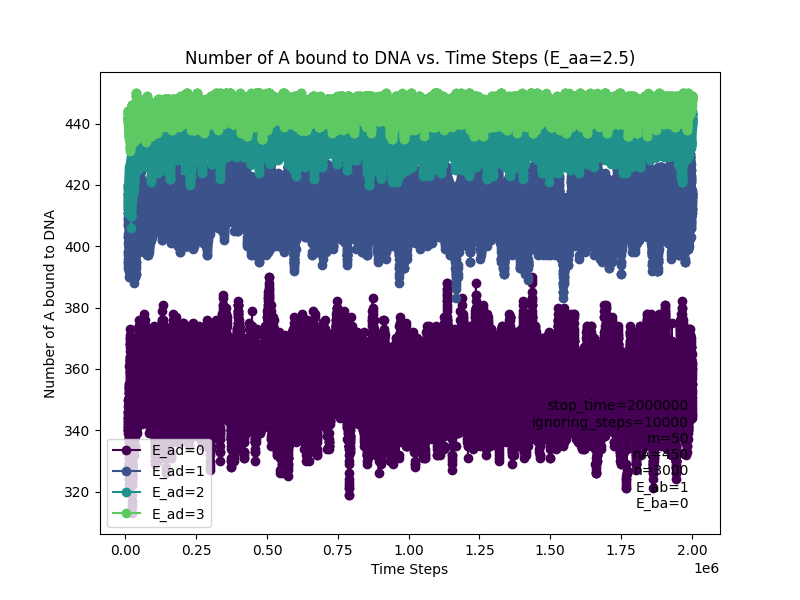 Number of A bound to DNA vs. Time Steps (E_aa=2.5)
Number of A bound to DNA
440
420
400
380
360
340
320
stop_time=2000000
ignoring_steps=10000
m=50
nA=450
n=3000
E_ab=1
E_ba=0
E_ad=0
E_ad=1
E_ad=2
E_ad=3
0.00 0.25 0.50 0.75 1.00 1.25 1.50 1.75 2.00
1e6
Time Steps